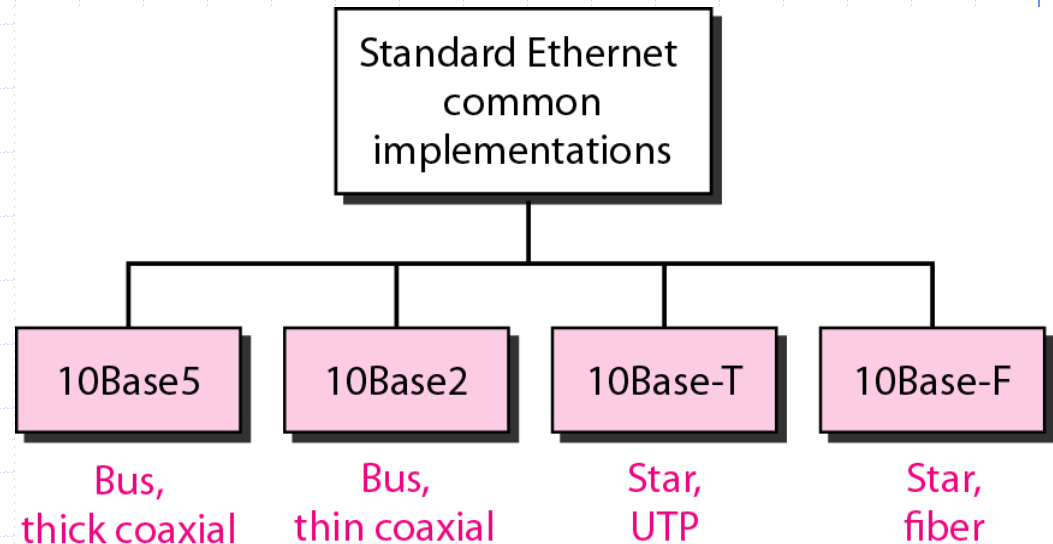 Standard Ethernet
common
implementations
10Base5
10Base2
10Base-T
10Base-F
Bus,
thick coaxial
Bus,
thin coaxial
Star,
UTP
Star,
fiber